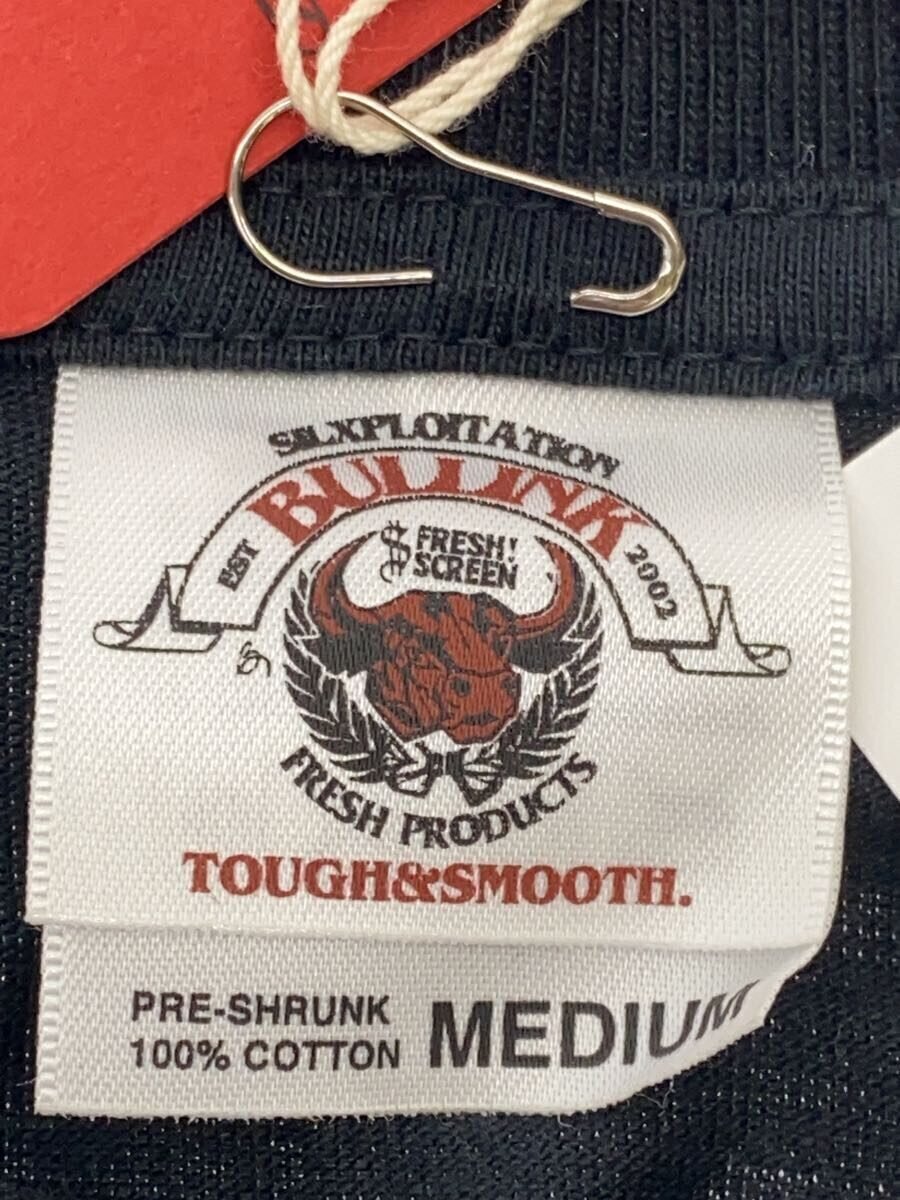 SILXPLOITATION
BULLINK
EST 2002
$ FRESH!
SCREEN
FRESH PRODUCTS
TOUGH&SMOOTH.
PRE-SHRUNK
100% COTTON
MEDIUM